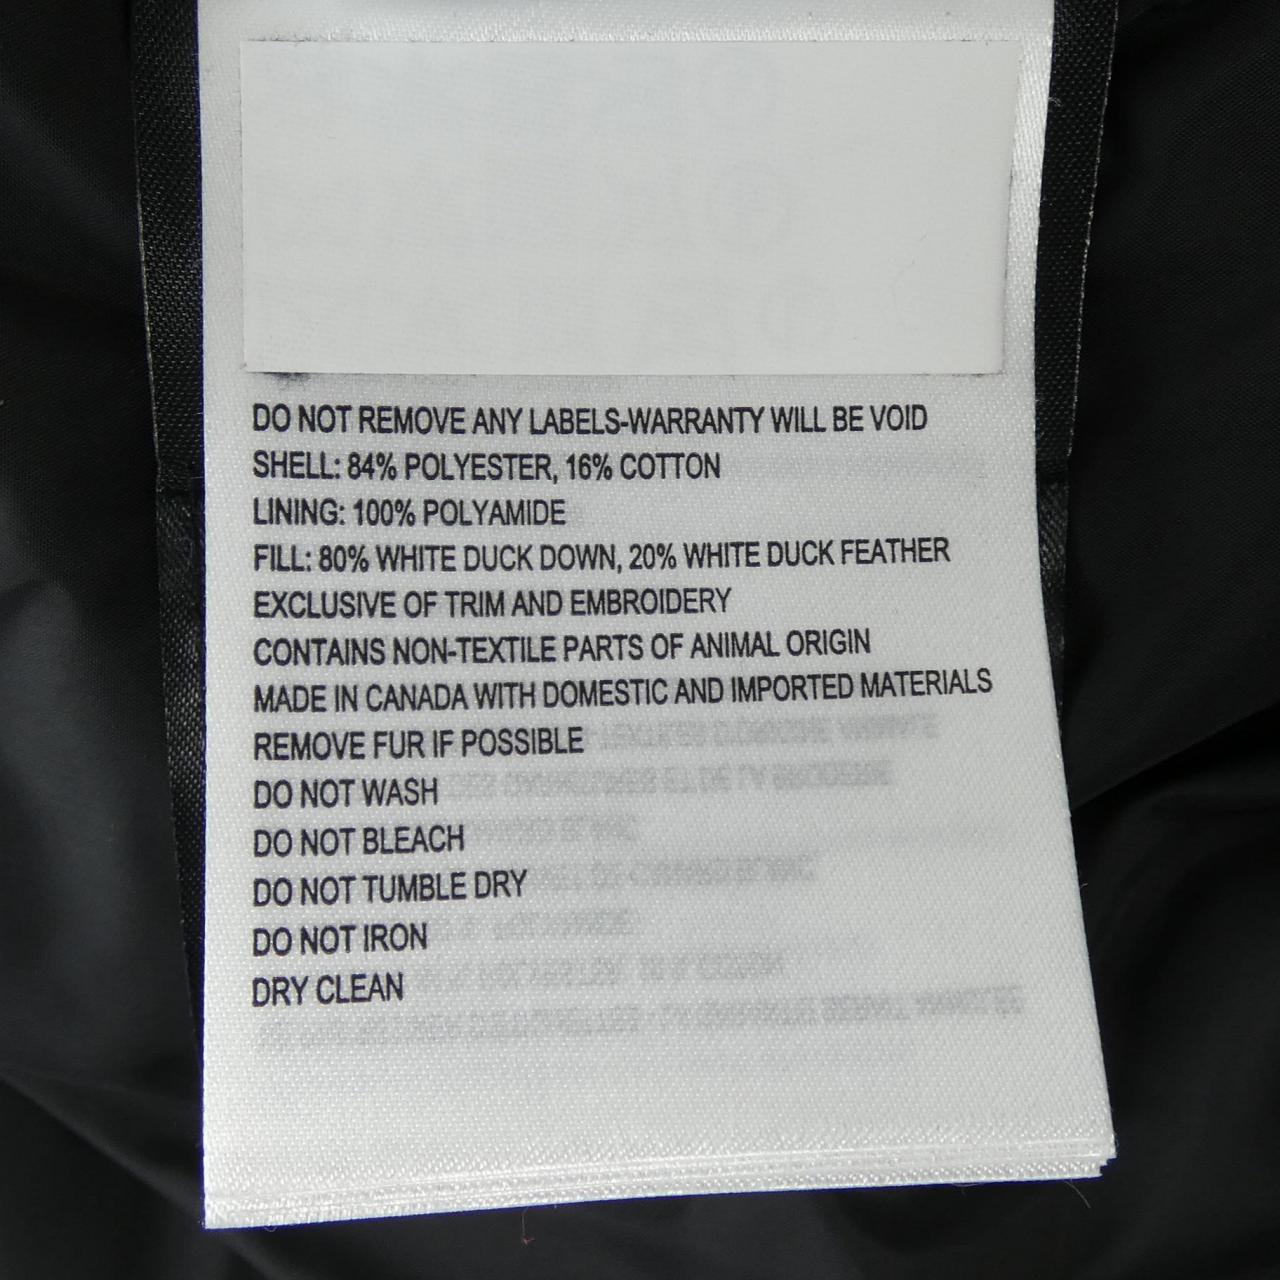 DO NOT REMOVE ANY LABELS-WARRANTY WILL BE VOID
SHELL: 84% POLYESTER, 16% COTTON
LINING: 100% POLYAMIDE
FILL: 80% WHITE DUCK DOWN, 20% WHITE DUCK FEATHER
EXCLUSIVE OF TRIM AND EMBROIDERY
CONTAINS NON-TEXTILE PARTS OF ANIMAL ORIGIN
MADE IN CANADA WITH DOMESTIC AND IMPORTED MATERIALS
REMOVE FUR IF POSSIBLE
DO NOT WASH
DO NOT BLEACH
DO NOT TUMBLE DRY
DO NOT IRON
DRY CLEAN